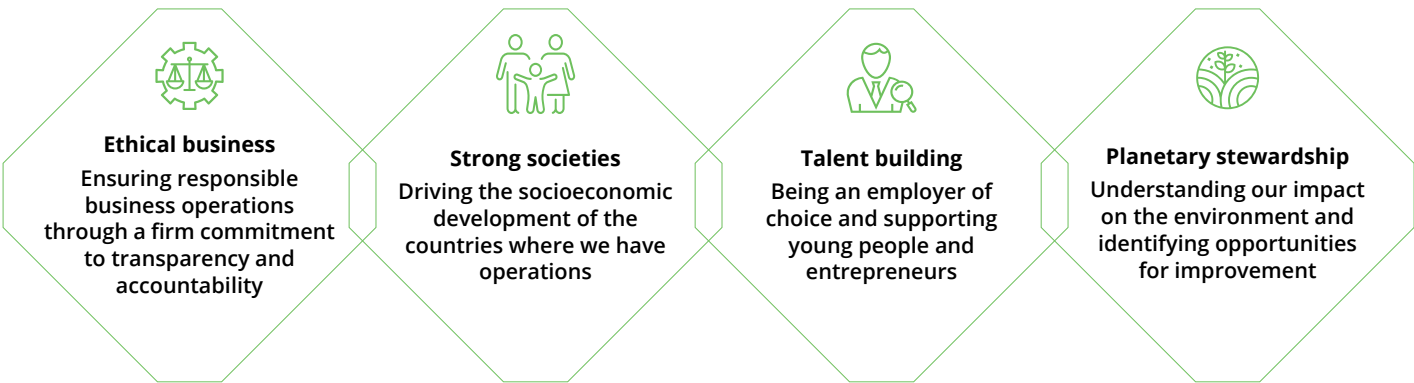 Ethical business
Ensuring responsible
business operations
through a firm commitment
to transparency and
accountability
Strong societies
Driving the socioeconomic
development of the
countries where we have
operations
Talent building
Being an employer of
choice and supporting
young people and
entrepreneurs
Planetary stewardship
Understanding our impact
on the environment and
identifying opportunities
for improvement